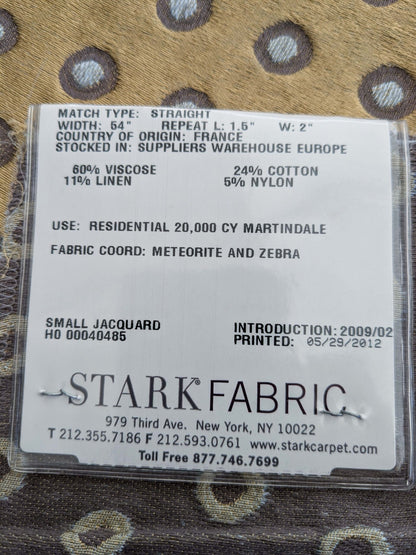 MATCH TYPE: STRAIGHT
WIDTH: 54" REPEAT L: 1.5" W: 2"
COUNTRY OF ORIGIN: FRANCE
STOCKED IN: SUPPLIERS WAREHOUSE EUROPE
60% VISCOSE 24% COTTON
11% LINEN 5% NYLON
USE: RESIDENTIAL 20,000 CY MARTINDALE
FABRIC COORD: METEORITE AND ZEBRA
SMALL JACQUARD INTRODUCTION: 2009/02
HO 00040485 PRINTED: 05/29/2012
STARK® FABRIC
979 Third Ave. New York, NY 10022
T 212.355.7186 F 212.593.0761 www.starkcarpet.com
Toll Free 877.746.7699